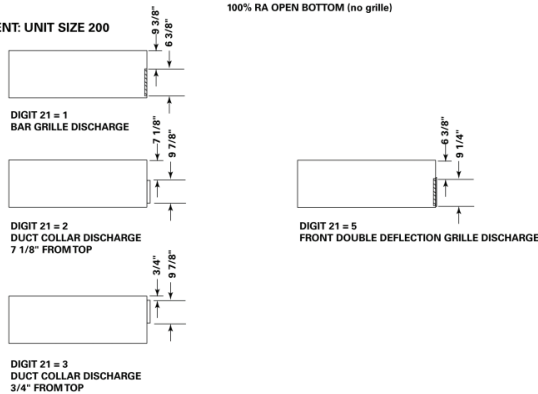 100% RA OPEN BOTTOM (no grille)
ENT: UNIT SIZE 200
9 3/8"
6 3/8"
DIGIT 21 = 1
BAR GRILLE DISCHARGE
7 1/8"
9 7/8"
DIGIT 21 = 2
DUCT COLLAR DISCHARGE
7 1/8" FROM TOP
6 3/8"
9 1/4"
DIGIT 21 = 5
FRONT DOUBLE DEFLECTION GRILLE DISCHARGE
3/4"
9 7/8"
DIGIT 21 = 3
DUCT COLLAR DISCHARGE
3/4" FROM TOP